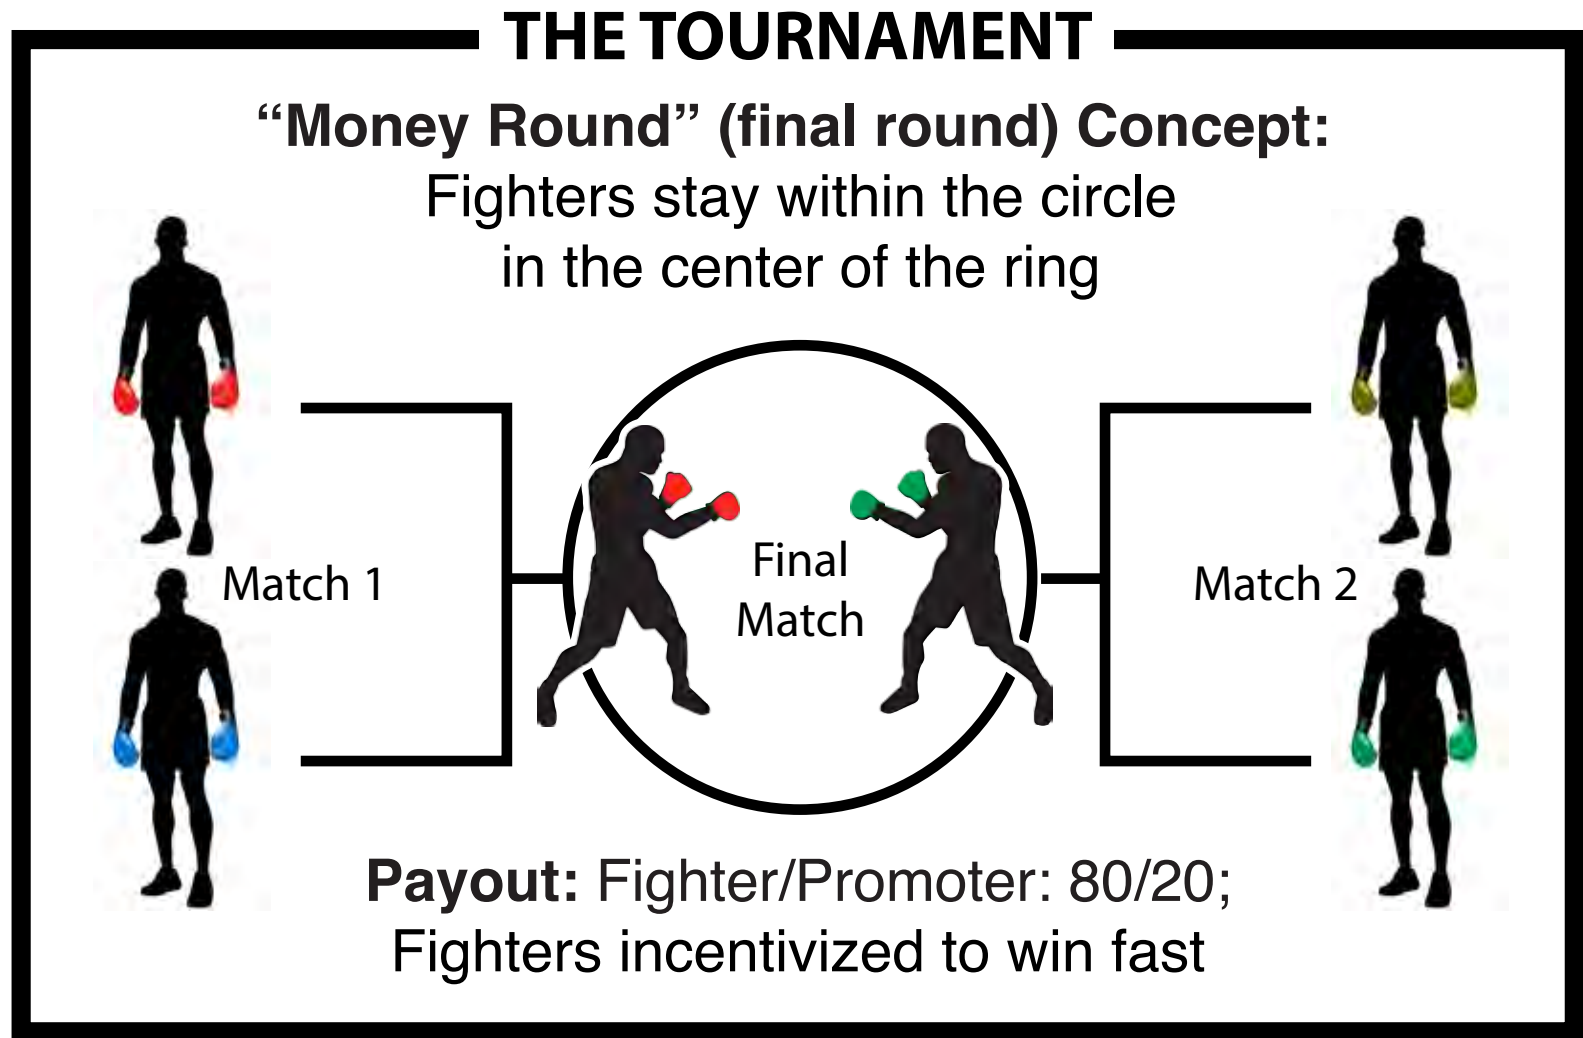 THE TOURNAMENT
“Money Round” (final round) Concept:
Fighters stay within the circle
in the center of the ring
Match 1
Final
Match
Match 2
Payout: Fighter/Promoter: 80/20;
Fighters incentivized to win fast